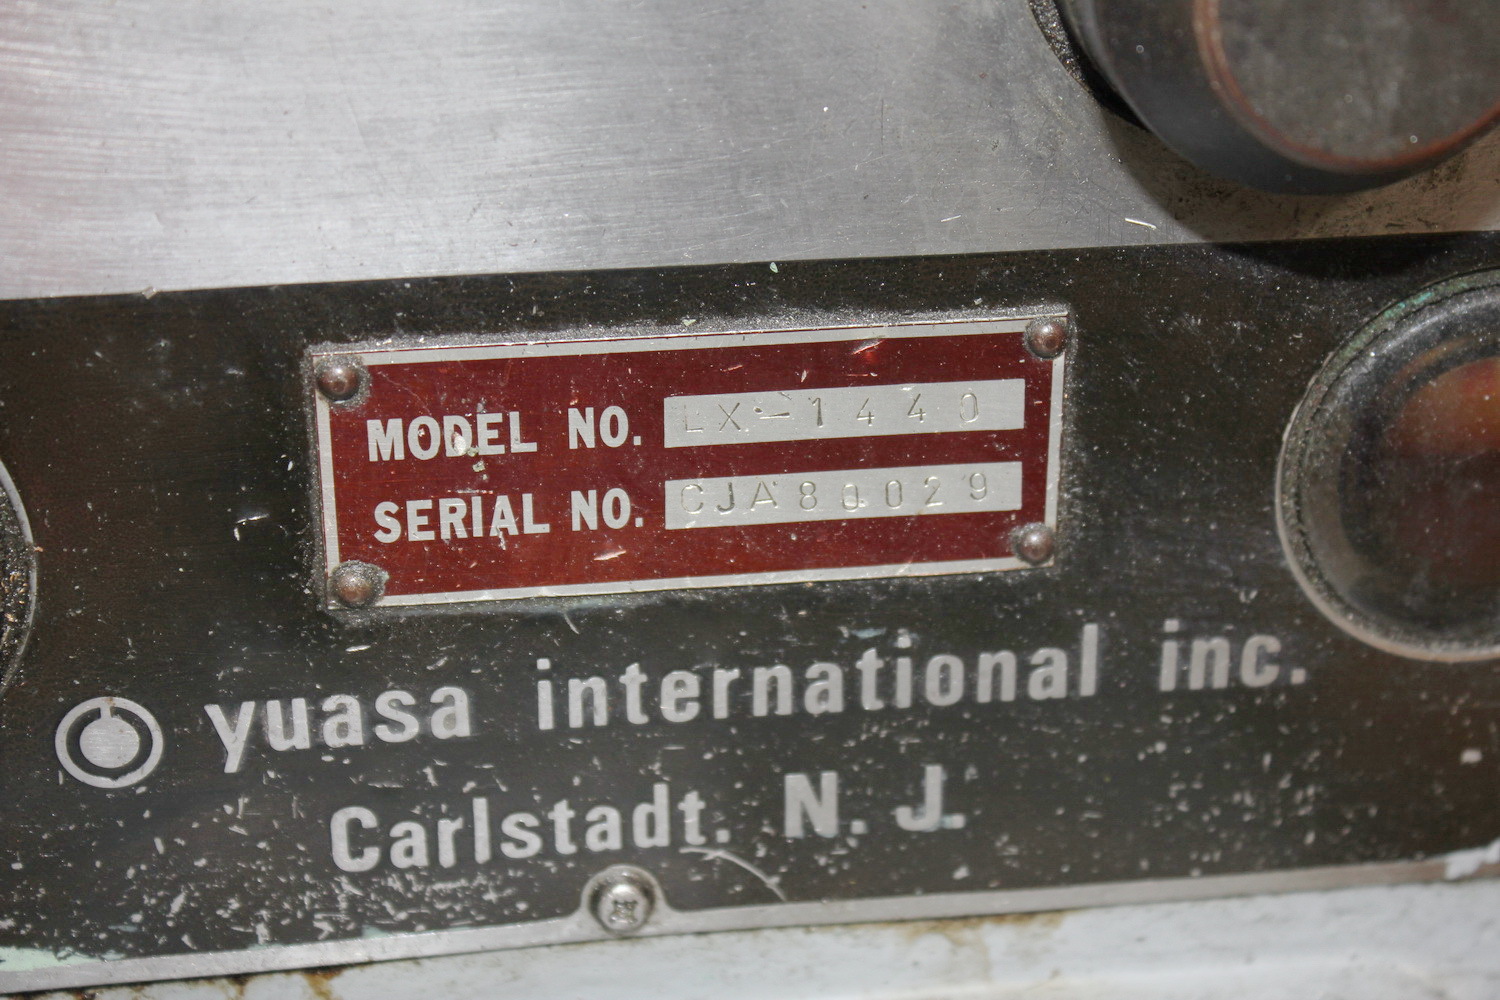 MODEL NO. LX-1440
SERIAL NO. CJA80029
yuasa international inc.
Carlstadt. N. J.